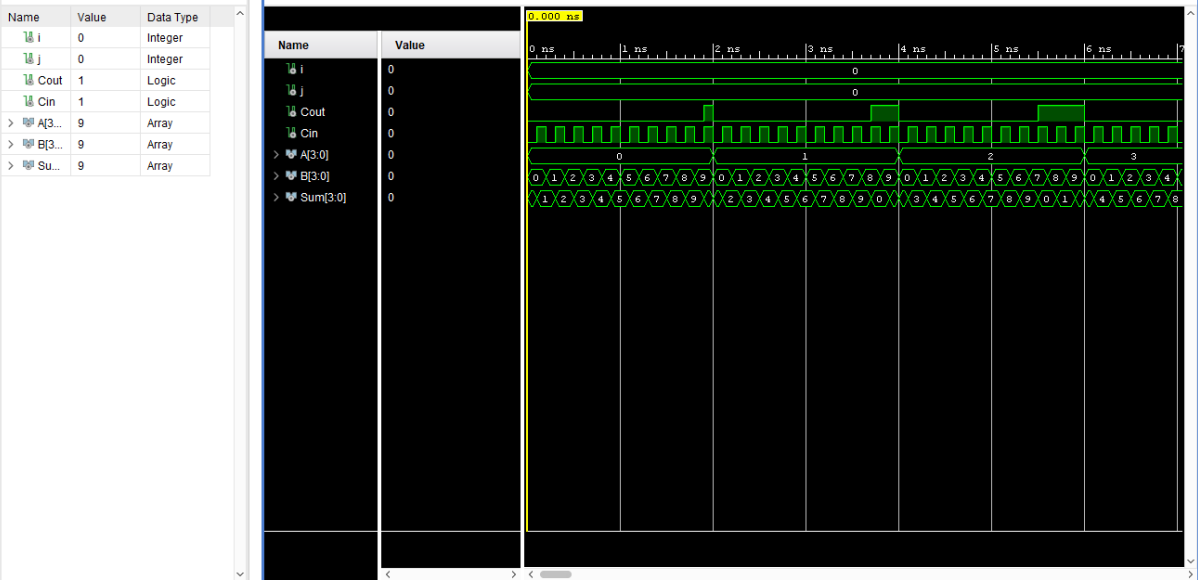 Name Value Data Type
i 0 Integer
j 0 Integer
Cout 1 Logic
Cin 1 Logic
A[3... 9 Array
B[3... 9 Array
Su... 9 Array
Name Value
i 0
j 0
Cout 0
Cin 0
A[3:0] 0
B[3:0] 0
Sum[3:0] 0
0.000 ns
0 ns 1 ns 2 ns 3 ns 4 ns 5 ns 6 ns 7
0
0
0 1 2 3
0 1 2 3 4 5 6 7 8 9 0 1 2 3 4 5 6 7 8 9 0 1 2 3 4 5 6 7 8 9 0 1 2 3 4
1 2 3 4 5 6 7 8 9 2 3 4 5 6 7 8 9 0 3 4 5 6 7 8 9 0 1 4 5 6 7 8